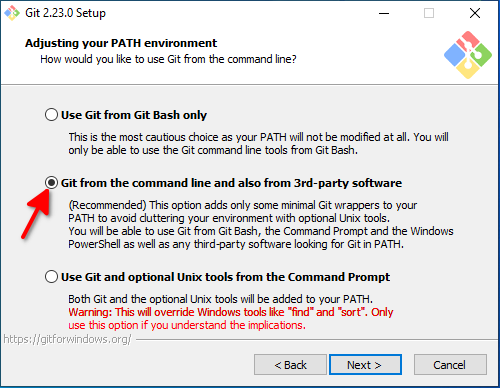 Git 2.23.0 Setup
Adjusting your PATH environment
How would you like to use Git from the command line?
Use Git from Git Bash only
This is the most cautious choice as your PATH will not be modified at all. You will
only be able to use the Git command line tools from Git Bash.
Git from the command line and also from 3rd-party software
(Recommended) This option adds only some minimal Git wrappers to your
PATH to avoid cluttering your environment with optional Unix tools.
You will be able to use Git from Git Bash, the Command Prompt and the Windows
PowerShell as well as any third-party software looking for Git in PATH.
Use Git and optional Unix tools from the Command Prompt
Both Git and the optional Unix tools will be added to your PATH.
Warning: This will override Windows tools like "find" and "sort". Only
use this option if you understand the implications.
https://gitforwindows.org/
< Back
Next >
Cancel